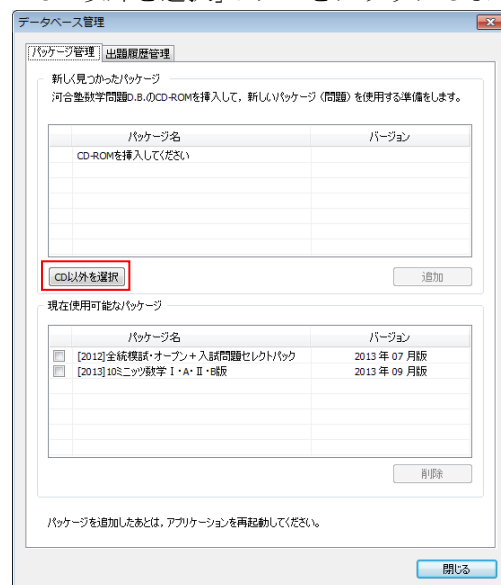 データベース管理
パッケージ管理 出題履歴管理
新しく見つかったパッケージ
河合塾数学問題D.B.のCD-ROMを挿入して，新しいパッケージ（問題）を使用する準備をします。
パッケージ名 バージョン
CD-ROMを挿入してください
CD以外を選択 追加
現在使用可能なパッケージ
パッケージ名 バージョン
[2012]全統模試・オープン＋入試問題セレクトパック 2013 年 07 月版
[2013]10ミニッツ数学Ⅰ・A・Ⅱ・B版 2013 年 09 月版
削除
パッケージを追加したあとは，アプリケーションを再起動してください。
閉じる